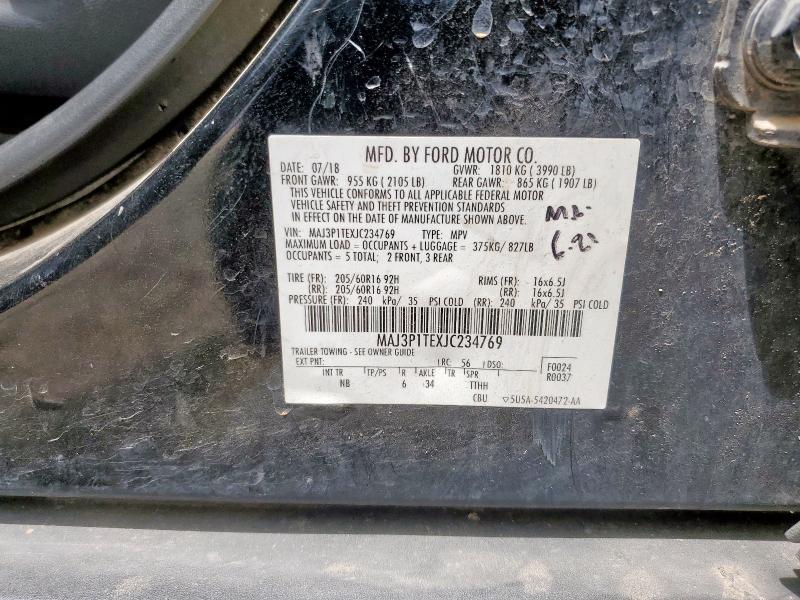 MFD. BY FORD MOTOR CO.
DATE: 07/18 GVWR: 1810 KG ( 3990 LB)
FRONT GAWR: 955 KG ( 2105 LB) REAR GAWR: 865 KG ( 1907 LB)
THIS VEHICLE CONFORMS TO ALL APPLICABLE FEDERAL MOTOR
VEHICLE SAFETY AND THEFT PREVENTION STANDARDS
IN EFFECT ON THE DATE OF MANUFACTURE SHOWN ABOVE.
VIN: MAJ3P1TEXJC234769 TYPE: MPV
MAXIMUM LOAD = OCCUPANTS + LUGGAGE = 375KG/ 827LB
OCCUPANTS = 5 TOTAL; 2 FRONT, 3 REAR
TIRE (FR): 205/60R16 92H RIMS (FR): 16x6.5J
(RR): 205/60R16 92H (RR): 16x6.5J
PRESSURE (FR): 240 kPa/ 35 PSI COLD (RR): 240 kPa/ 35 PSI COLD
MAJ3P1TEXJC234769
TRAILER TOWING - SEE OWNER GUIDE
EXT PNT: RC: 56 DSO: F0024
R0037
INT TR TP/PS R AXLE TR SPR
NB 6 34 TTHH
CBU ▽5U5A-5420472-AA